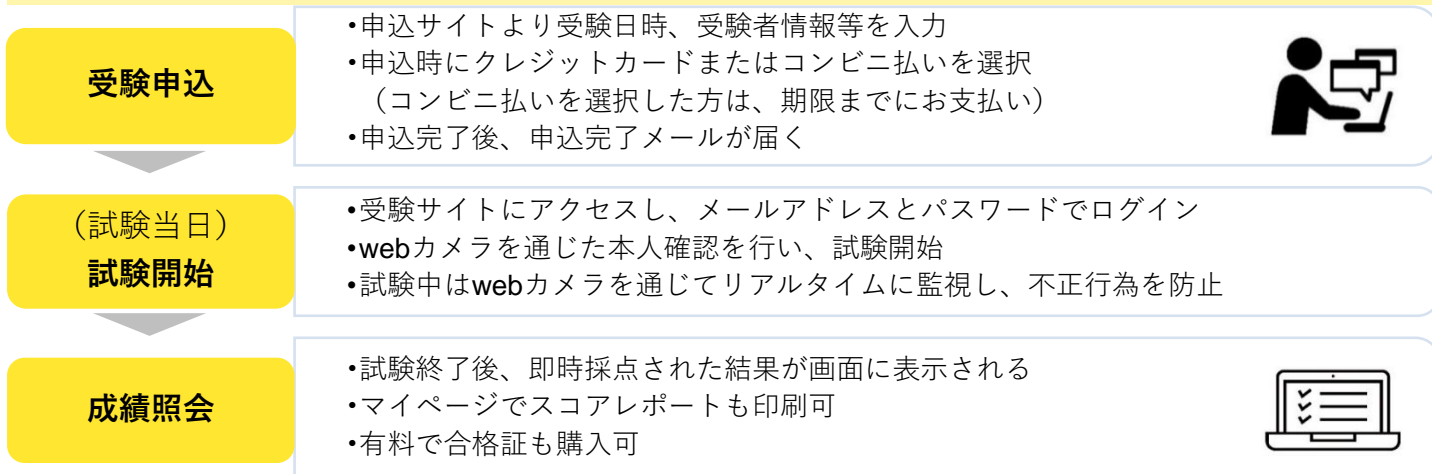 受験申込
•申込サイトより受験日時、受験者情報等を入力
•申込時にクレジットカードまたはコンビニ払いを選択
（コンビニ払いを選択した方は、期限までにお支払い）
•申込完了後、申込完了メールが届く
（試験当日）
試験開始
•受験サイトにアクセスし、メールアドレスとパスワードでログイン
•webカメラを通じた本人確認を行い、試験開始
•試験中はwebカメラを通じてリアルタイムに監視し、不正行為を防止
成績照会
•試験終了後、即時採点された結果が画面に表示される
•マイページでスコアレポートも印刷可
•有料で合格証も購入可